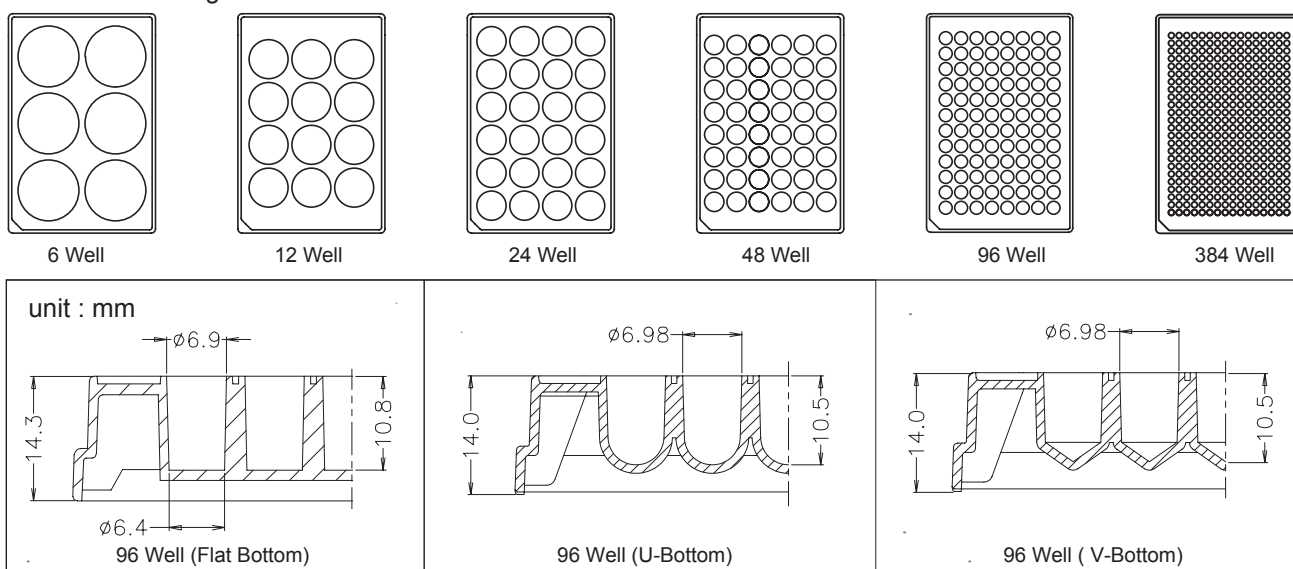 6 Well
12 Well
24 Well
48 Well
96 Well
384 Well
unit : mm
ø6.9
14.3
10.8
ø6.4
96 Well (Flat Bottom)
ø6.98
14.0
10.5
96 Well (U-Bottom)
ø6.98
14.0
10.5
96 Well ( V-Bottom)